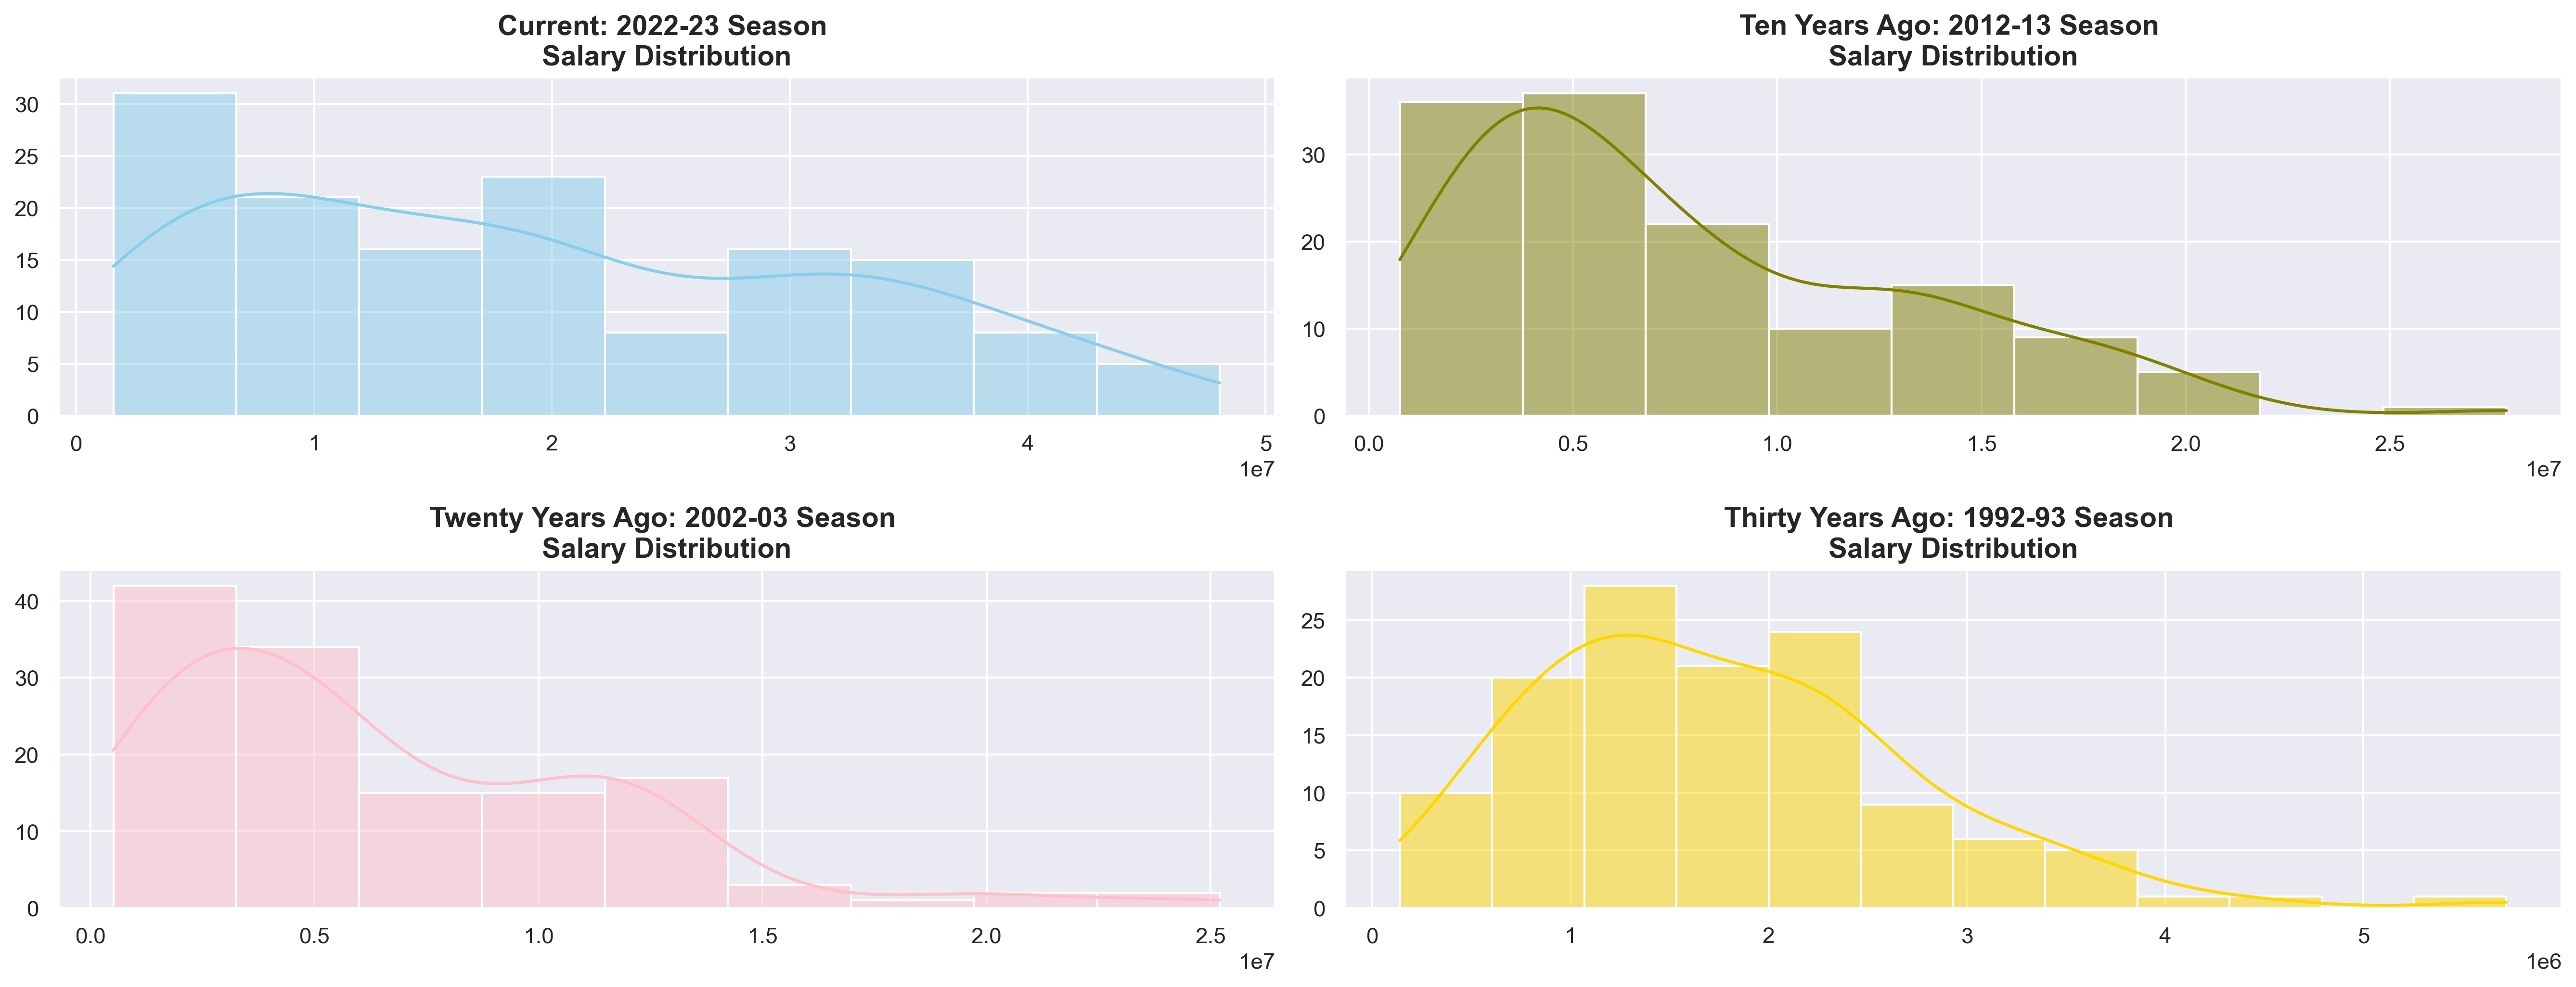 Current: 2022-23 Season
Salary Distribution
30
25
20
15
10
5
0
0 1 2 3 4 5
1e7
Ten Years Ago: 2012-13 Season
Salary Distribution
30
20
10
0
0.0 0.5 1.0 1.5 2.0 2.5
1e7
Twenty Years Ago: 2002-03 Season
Salary Distribution
40
30
20
10
0
0.0 0.5 1.0 1.5 2.0 2.5
1e7
Thirty Years Ago: 1992-93 Season
Salary Distribution
25
20
15
10
5
0
0 1 2 3 4 5
1e6